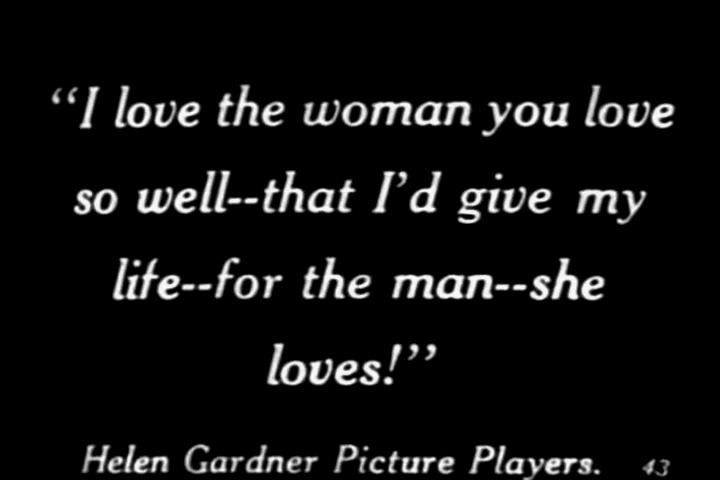 “I love the woman you love
so well--that I’d give my
life--for the man--she
loves!”
Helen Gardner Picture Players. 43